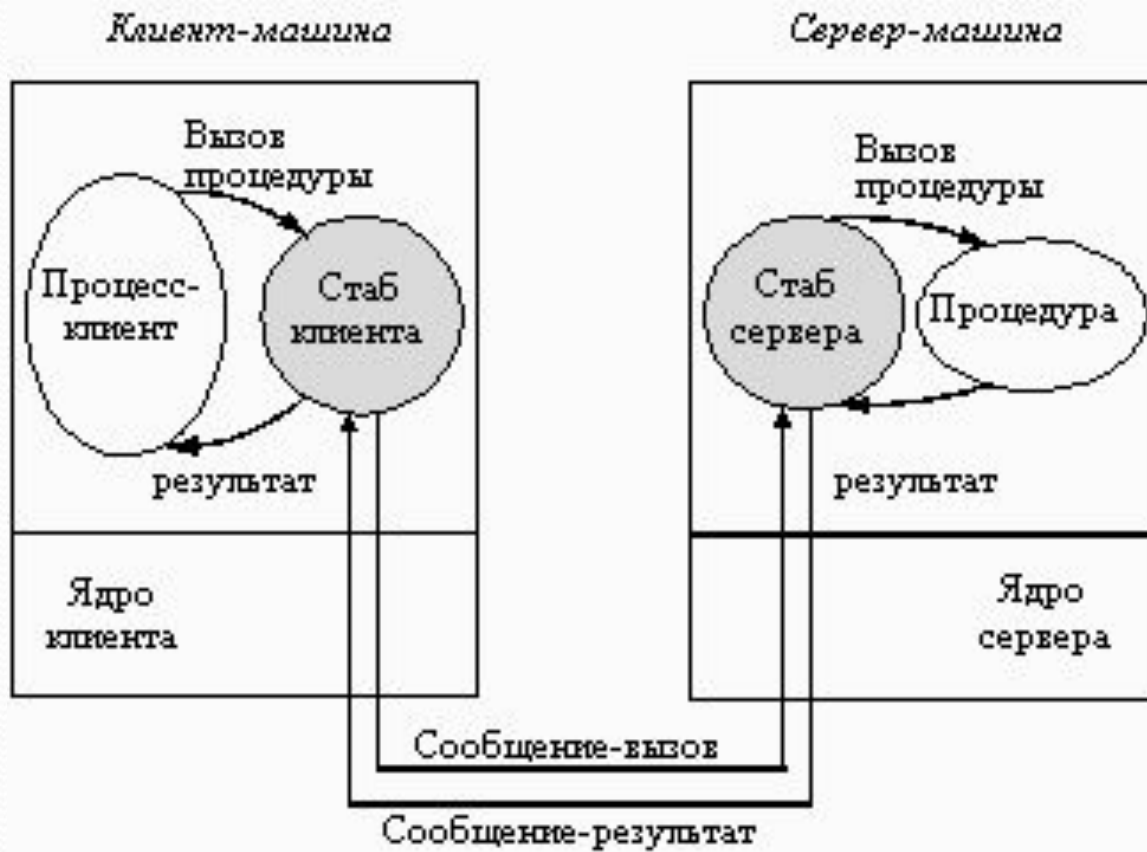 Клиент-машина
Сервер-машина
Вызов
процедуры
Процесс-
клиент
Стаб
клиента
результат
Ядро
клиента
Вызов
процедуры
Стаб
сервера
Процедура
результат
Ядро
сервера
Сообщение-вызов
Сообщение-результат